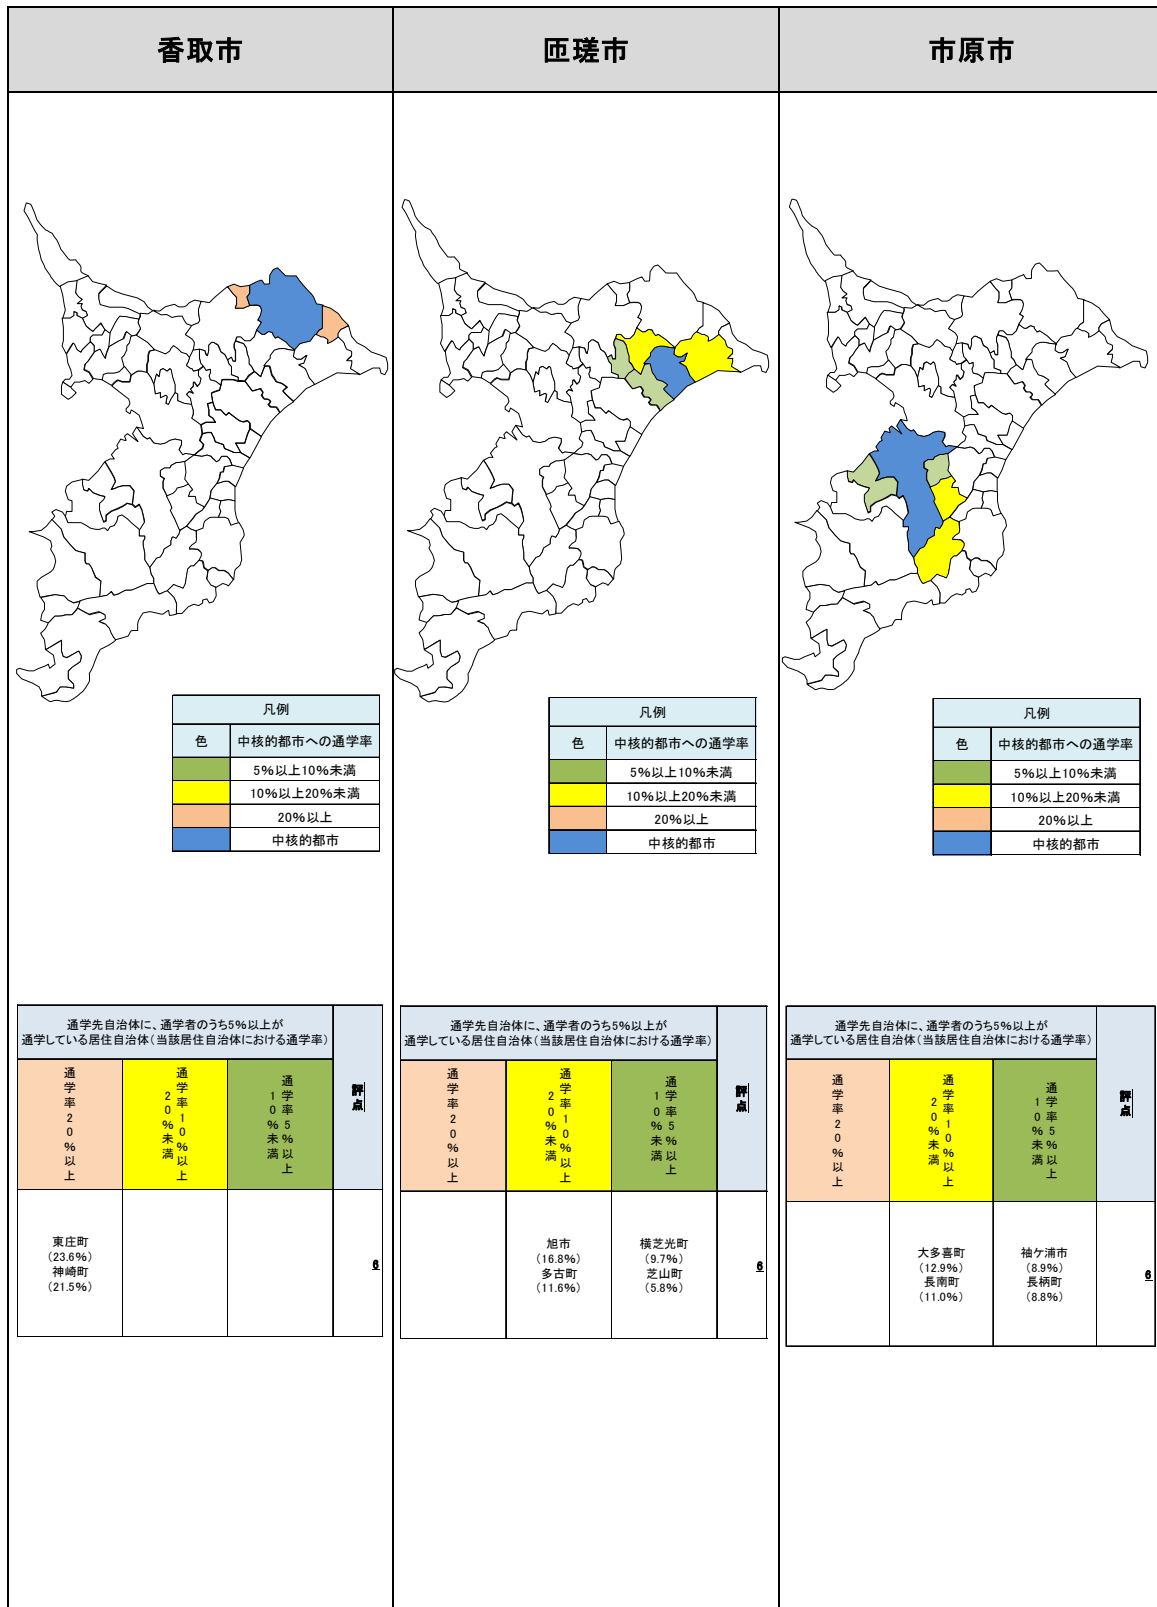 香取市
凡例
色 中核的都市への通学率
5%以上10%未満
10%以上20%未満
20%以上
中核的都市
通学先自治体に、通学者のうち5%以上が
通学している居住自治体(当該居住自治体における通学率)
評点
通学率20%以上
通学率10%以上
20%未満
通学率5%以上
10%未満
東庄町
(23.6%)
神崎町
(21.5%)
6
匝瑳市
凡例
色 中核的都市への通学率
5%以上10%未満
10%以上20%未満
20%以上
中核的都市
通学先自治体に、通学者のうち5%以上が
通学している居住自治体(当該居住自治体における通学率)
評点
通学率20%以上
通学率10%以上
20%未満
通学率5%以上
10%未満
旭市
(16.8%)
多古町
(11.6%)
横芝光町
(9.7%)
芝山町
(5.8%)
6
市原市
凡例
色 中核的都市への通学率
5%以上10%未満
10%以上20%未満
20%以上
中核的都市
通学先自治体に、通学者のうち5%以上が
通学している居住自治体(当該居住自治体における通学率)
評点
通学率20%以上
通学率10%以上
20%未満
通学率5%以上
10%未満
大多喜町
(12.9%)
長南町
(11.0%)
袖ケ浦市
(8.9%)
長柄町
(8.8%)
6